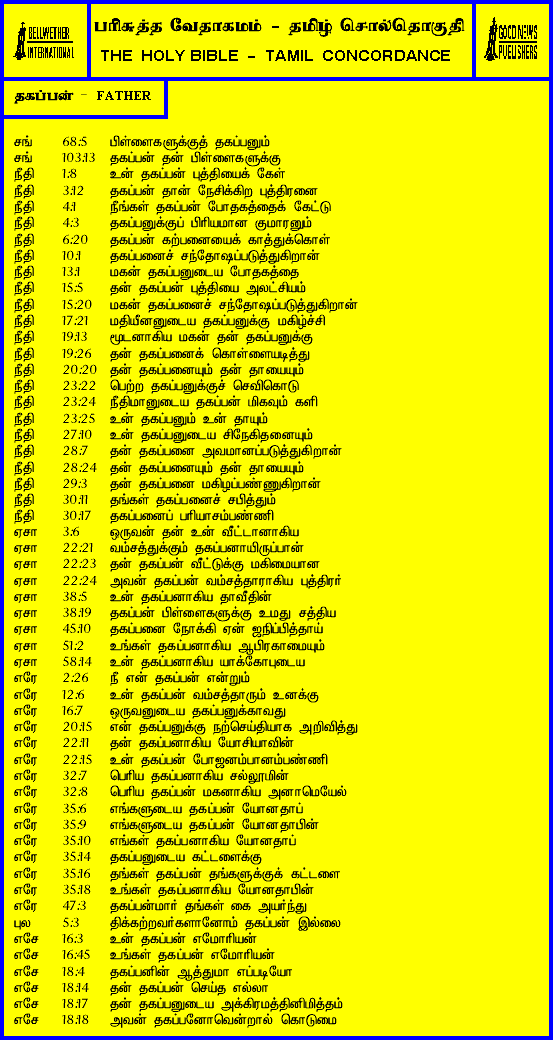 BELLWETHER
INTERNATIONAL
பரிசுத்த வேதாகமம் - தமிழ் சொல்தொகுதி
THE HOLY BIBLE - TAMIL CONCORDANCE
GOOD NEWS
PUBLISHERS
தகப்பன் - FATHER
சங் 68:5 பிள்ளைகளுக்குத் தகப்பனும்
சங் 103:13 தகப்பன் தன் பிள்ளைகளுக்கு
நீதி 1:8 உன் தகப்பன் புத்தியைக் கேள்
நீதி 3:12 தகப்பன் தான் நேசிக்கிற புத்திரனை
நீதி 4:1 நீங்கள் தகப்பன் போதகத்தைக் கேட்டு
நீதி 4:3 தகப்பனுக்குப் பிரியமான குமாரனும்
நீதி 6:20 தகப்பன் கற்பனையைக் காத்துக்கொள்
நீதி 10:1 தகப்பனைச் சந்தோஷப்படுத்துகிறான்
நீதி 13:1 மகன் தகப்பனுடைய போதகத்தை
நீதி 15:5 தன் தகப்பன் புத்தியை அலட்சியம்
நீதி 15:20 மகன் தகப்பனைச் சந்தோஷப்படுத்துகிறான்
நீதி 17:21 மதியீனனுடைய தகப்பனுக்கு மகிழ்ச்சி
நீதி 19:13 மூடனாகிய மகன் தன் தகப்பனுக்கு
நீதி 19:26 தன் தகப்பனைக் கொள்ளையடித்து
நீதி 20:20 தன் தகப்பனையும் தன் தாயையும்
நீதி 23:22 பெற்ற தகப்பனுக்குச் செவிகொடு
நீதி 23:24 நீதிமானுடைய தகப்பன் மிகவும் களி
நீதி 23:25 உன் தகப்பனும் உன் தாயும்
நீதி 27:10 உன் தகப்பனுடைய சிநேகிதனையும்
நீதி 28:7 தன் தகப்பனை அவமானப்படுத்துகிறான்
நீதி 28:24 தன் தகப்பனையும் தன் தாயையும்
நீதி 29:3 தன் தகப்பனை மகிழப்பண்ணுகிறான்
நீதி 30:11 தங்கள் தகப்பனைச் சபித்தும்
நீதி 30:17 தகப்பனைப் பரியாசம்பண்ணி
ஏசா 3:6 ஒருவன் தன் உன் வீட்டானாகிய
ஏசா 22:21 வம்சத்துக்கும் தகப்பனாயிருப்பான்
ஏசா 22:23 தன் தகப்பன் வீட்டுக்கு மகிமையான
ஏசா 22:24 அவன் தகப்பன் வம்சத்தாராகிய புத்திரர்
ஏசா 38:5 உன் தகப்பனாகிய தாவீதின்
ஏசா 38:19 தகப்பன் பிள்ளைகளுக்கு உமது சத்திய
ஏசா 45:10 தகப்பனை நோக்கி ஏன் ஜநிப்பித்தாய்
ஏசா 51:2 உங்கள் தகப்பனாகிய ஆபிரகாமையும்
ஏசா 58:14 உன் தகப்பனாகிய யாக்கோபுடைய
எரே 2:26 நீ என் தகப்பன் என்றும்
எரே 12:6 உன் தகப்பன் வம்சத்தாரும் உனக்கு
எரே 16:7 ஒருவனுடைய தகப்பனுக்காவது
எரே 20:15 என் தகப்பனுக்கு நற்செய்தியாக அறிவித்து
எரே 22:11 தன் தகப்பனாகிய யோசியாவின்
எரே 22:15 உன் தகப்பன் போஜனம்பானம்பண்ணி
எரே 32:7 பெரிய தகப்பனாகிய சல்லூமின்
எரே 32:8 பெரிய தகப்பன் மகனாகிய அனாமெயேல்
எரே 35:6 எங்களுடைய தகப்பன் யோனதாப்
எரே 35:9 எங்களுடைய தகப்பன் யோனதாபின்
எரே 35:10 எங்கள் தகப்பனாகிய யோனதாப்
எரே 35:14 தகப்பனுடைய கட்டளைக்கு
எரே 35:16 தங்கள் தகப்பன் தங்களுக்குக் கட்டளை
எரே 35:18 உங்கள் தகப்பனாகிய யோனதாபின்
எரே 47:3 தகப்பன்மார் தங்கள் கை அயர்ந்து
புல 5:3 திக்கற்றவர்களானோம் தகப்பன் இல்லை
எசே 16:3 உன் தகப்பன் எமோரியன்
எசே 16:45 உங்கள் தகப்பன் எமோரியன்
எசே 18:4 தகப்பனின் ஆத்துமா எப்படியோ
எசே 18:14 தன் தகப்பன் செய்த எல்லா
எசே 18:17 தன் தகப்பனுடைய அக்கிரமத்தினிமித்தம்
எசே 18:18 அவன் தகப்பனோவென்றால் கொடுமை